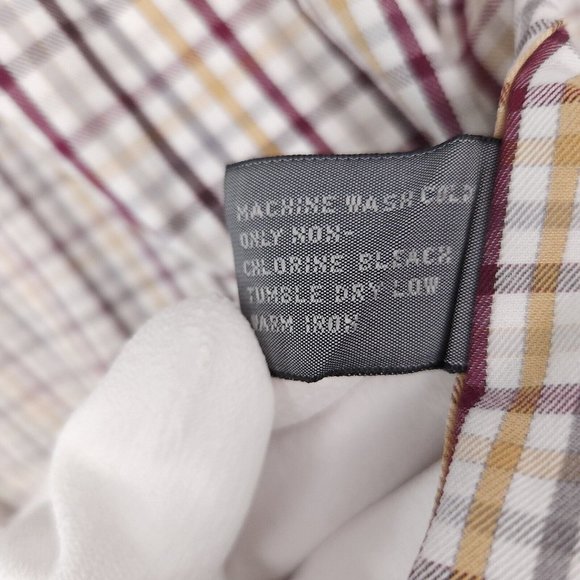 MACHINE WASH COLD
ONLY NON-
CHLORINE BLEACH
TUMBLE DRY LOW
WARM IRON